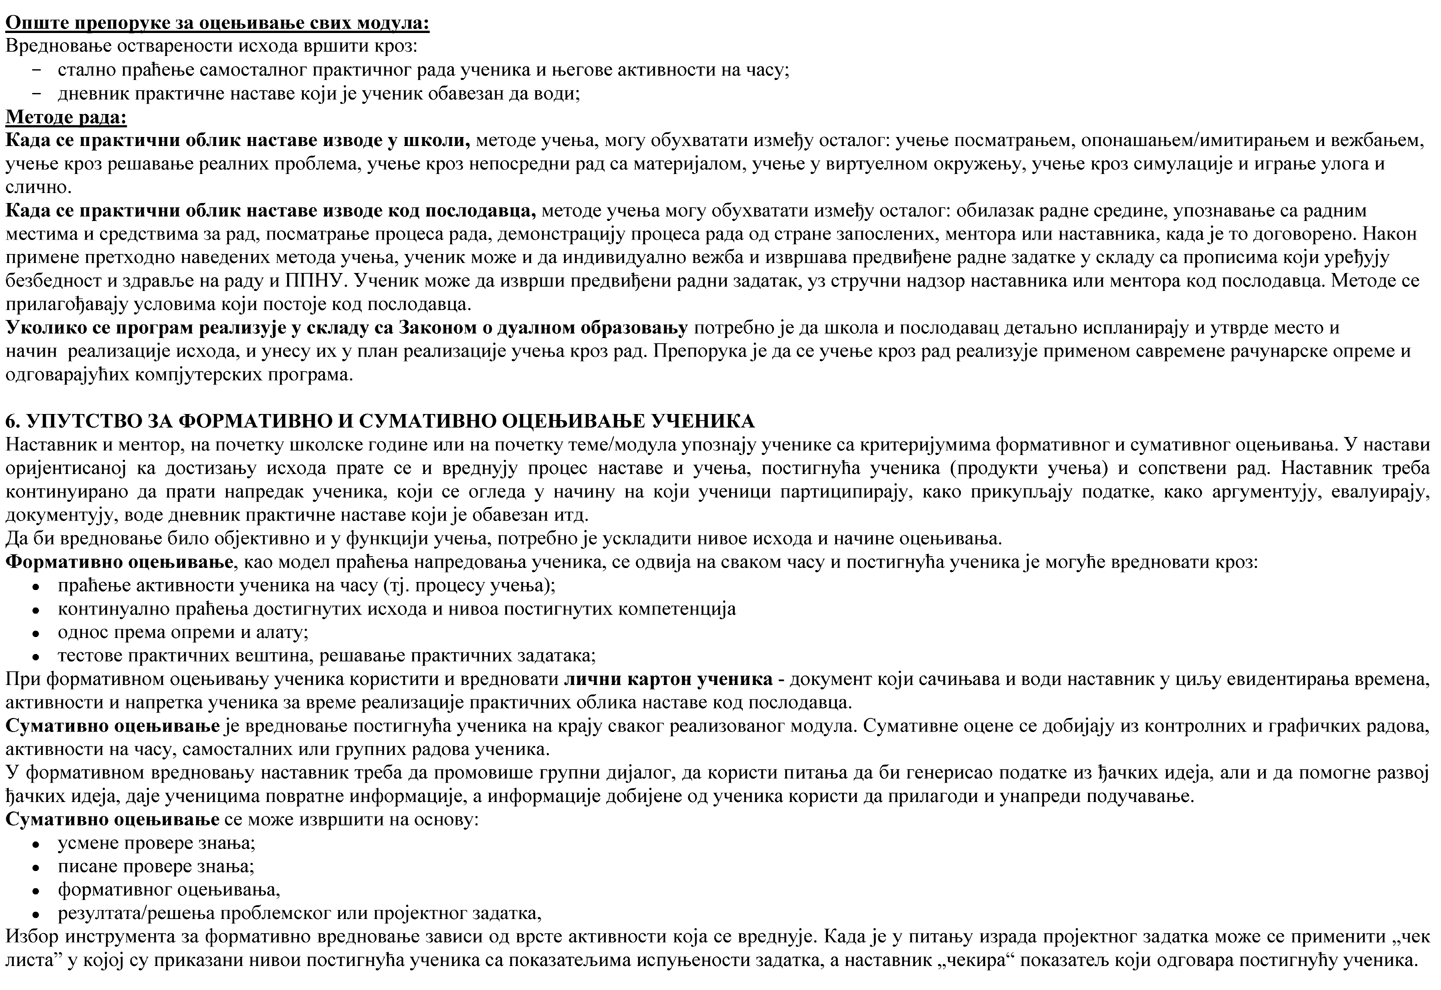 Опште препоруке за оцењивање свих модула:
Вредновање остварености исхода вршити кроз:
− стално праћење самосталног практичног рада ученика и његове активности на часу;
− дневник практичне наставе који је ученик обавезан да води;
Методе рада:
Када се практични облик наставе изводе у школи, методе учења, могу обухватати између осталог: учење посматрањем, опонашањем/имитирањем и вежбањем,
учење кроз решавање реалних проблема, учење кроз непосредни рад са материјалом, учење у виртуелном окружењу, учење кроз симулације и играње улога и
слично.
Када се практични облик наставе изводе код послодавца, методе учења могу обухватати између осталог: обилазак радне средине, упознавање са радним
местима и средствима за рад, посматрање процеса рада, демонстрацију процеса рада од стране запослених, ментора или наставника, када је то договорено. Након
примене претходно наведених метода учења, ученик може и да индивидуално вежба и извршава предвиђене радне задатке у складу са прописима који уређују
безбедност и здравље на раду и ППНУ. Ученик може да изврши предвиђени радни задатак, уз стручни надзор наставника или ментора код послодавца. Методе се
прилагођавају условима који постоје код послодавца.
Уколико се програм реализује у складу са Законом о дуалном образовању потребно је да школа и послодавац детаљно испланирају и утврде место и
начин  реализације исхода, и унесу их у план реализације учења кроз рад. Препорука је да се учење кроз рад реализује применом савремене рачунарске опреме и
одговарајућих компјутерских програма.
6. УПУТСТВО ЗА ФОРМАТИВНО И СУМАТИВНО ОЦЕЊИВАЊЕ УЧЕНИКА
Наставник и ментор, на почетку школске године или на почетку теме/модула упознају ученике са критеријумима формативног и сумативног оцењивања. У настави
оријентисаној ка достизању исхода прате се и вреднују процес наставе и учења, постигнућа ученика (продукти учења) и сопствени рад. Наставник треба
континуирано да прати напредак ученика, који се огледа у начину на који ученици партиципирају, како прикупљају податке, како аргументују, евалуирају,
документују, воде дневник практичне наставе који је обавезан итд.
Да би вредновање било објективно и у функцији учења, потребно је ускладити нивое исхода и начине оцењивања.
Формативно оцењивање, као модел праћења напредовања ученика, се одвија на сваком часу и постигнућа ученика је могуће вредновати кроз:
● праћење активности ученика на часу (тј. процесу учења);
● континуално праћења достигнутих исхода и нивоа постигнутих компетенција
● однос према опреми и алату;
● тестове практичних вештина, решавање практичних задатака;
При формативном оцењивању ученика користити и вредновати лични картон ученика - документ који сачињава и води наставник у циљу евидентирања времена,
активности и напретка ученика за време реализације практичних облика наставе код послодавца.
Сумативно оцењивање је вредновање постигнућа ученика на крају сваког реализованог модула. Сумативне оцене се добијају из контролних и графичких радова,
активности на часу, самосталних или групних радова ученика.
У формативном вредновању наставник треба да промовише групни дијалог, да користи питања да би генерисао податке из ђачких идеја, али и да помогне развој
ђачких идеја, даје ученицима повратне информације, а информације добијене од ученика користи да прилагоди и унапреди подучавање.
Сумативно оцењивање се може извршити на основу:
● усмене провере знања;
● писане провере знања;
● формативног оцењивања,
● резултата/решења проблемског или пројектног задатка,
Избор инструмента за формативно вредновање зависи од врсте активности која се вреднује. Када је у питању израда пројектног задатка може се применити „чек
листа” у којој су приказани нивои постигнућа ученика са показатељима испуњености задатка, а наставник „чекира“ показатељ који одговара постигнућу ученика.